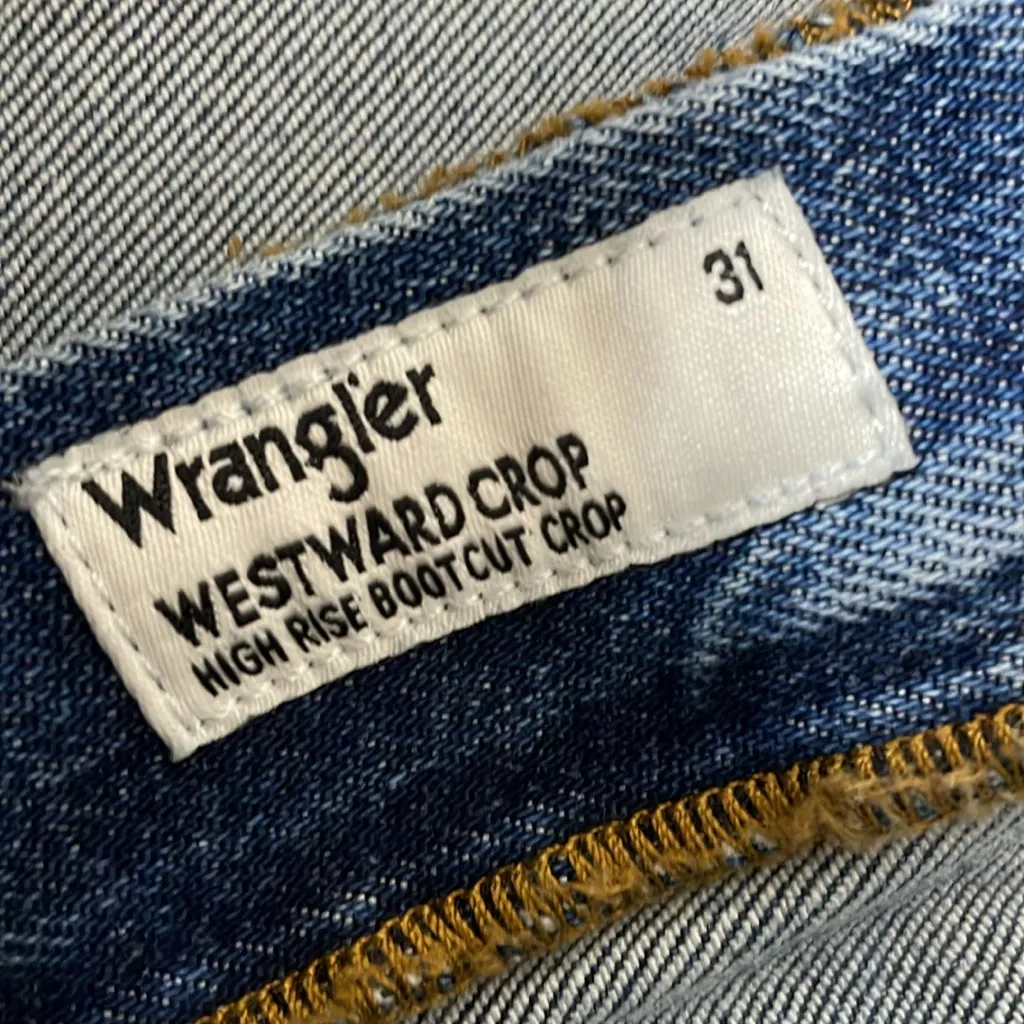 31
Wrangler
WESTWARD CROP
HIGH RISE BOOTCUT CROP